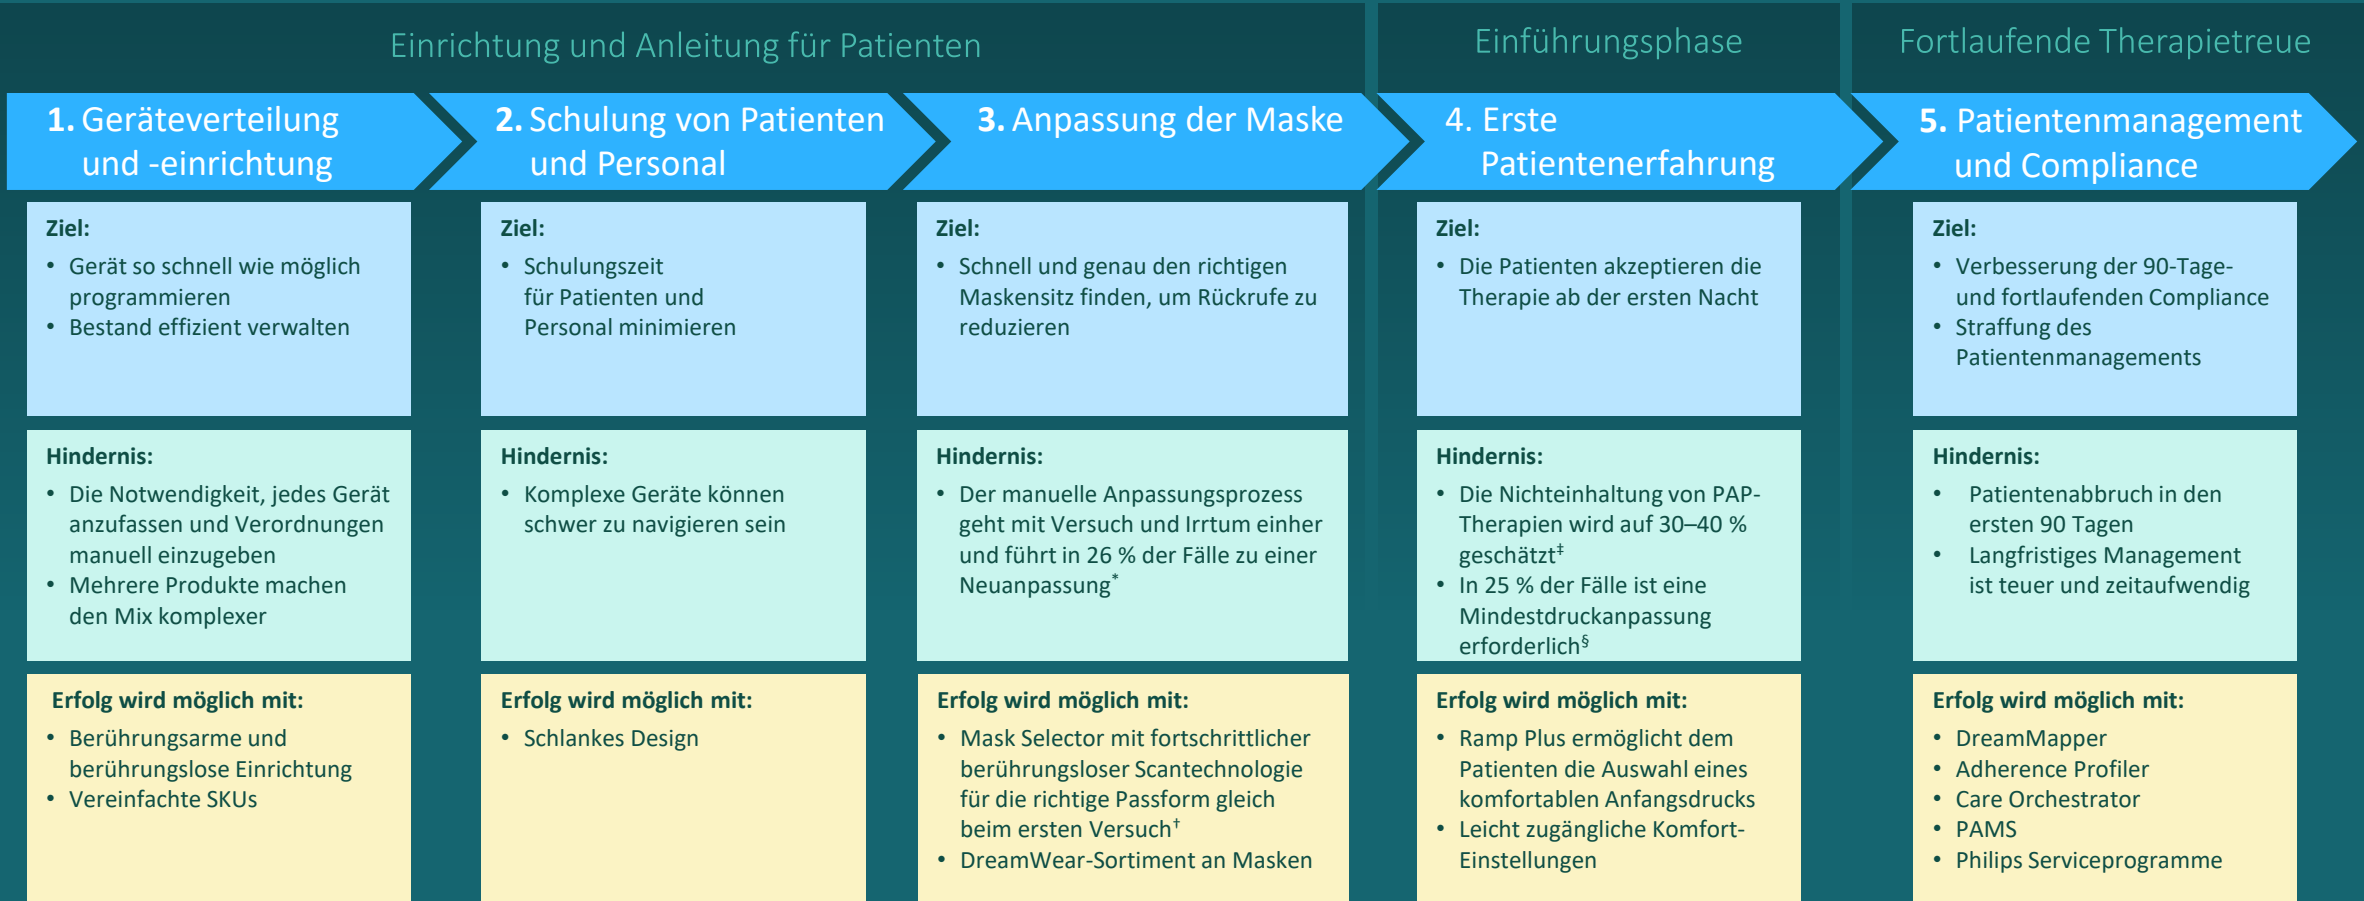 Einrichtung und Anleitung für Patienten
Einführungsphase
Fortlaufende Therapietreue
1. Geräteverteilung
und -einrichtung
2. Schulung von Patienten
und Personal
3. Anpassung der Maske
4. Erste
Patientenerfahrung
5. Patientenmanagement
und Compliance
Ziel:
• Gerät so schnell wie möglich
programmieren
• Bestand effizient verwalten
Ziel:
• Schulungszeit
für Patienten und
Personal minimieren
Ziel:
• Schnell und genau den richtigen
Maskensitz finden, um Rückrufe zu
reduzieren
Ziel:
• Die Patienten akzeptieren die
Therapie ab der ersten Nacht
Ziel:
• Verbesserung der 90-Tage-
und fortlaufenden Compliance
• Straffung des
Patientenmanagements
Hindernis:
• Die Notwendigkeit, jedes Gerät
anzufassen und Verordnungen
manuell einzugeben
• Mehrere Produkte machen
den Mix komplexer
Hindernis:
• Komplexe Geräte können
schwer zu navigieren sein
Hindernis:
• Der manuelle Anpassungsprozess
geht mit Versuch und Irrtum einher
und führt in 26 % der Fälle zu einer
Neuanpassung*
Hindernis:
• Die Nichteinhaltung von PAP-
Therapien wird auf 30–40 %
geschätzt‡
• In 25 % der Fälle ist eine
Mindestdruckanpassung
erforderlich§
Hindernis:
• Patientenabbruch in den
ersten 90 Tagen
• Langfristiges Management
ist teuer und zeitaufwendig
Erfolg wird möglich mit:
• Berührungsarme und
berührungslose Einrichtung
• Vereinfachte SKUs
Erfolg wird möglich mit:
• Schlankes Design
Erfolg wird möglich mit:
• Mask Selector mit fortschrittlicher
berührungsloser Scantechnologie
für die richtige Passform gleich
beim ersten Versuch†
• DreamWear-Sortiment an Masken
Erfolg wird möglich mit:
• Ramp Plus ermöglicht dem
Patienten die Auswahl eines
komfortablen Anfangsdrucks
• Leicht zugängliche Komfort-
Einstellungen
Erfolg wird möglich mit:
• DreamMapper
• Adherence Profiler
• Care Orchestrator
• PAMS
• Philips Serviceprogramme